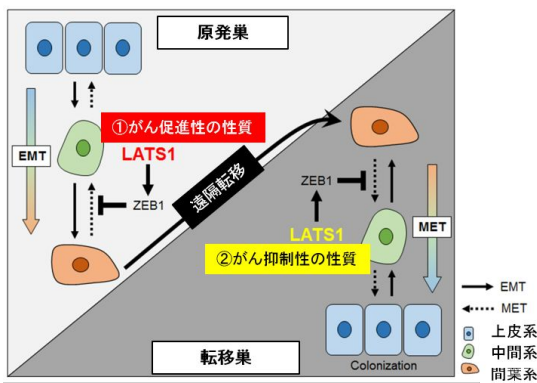 原発巣
①がん促進性の性質
LATS1
EMT
ZEB1
遠隔転移
ZEB1
LATS1
MET
②がん抑制性の性質
転移巣
Colonization
EMT
MET
上皮系
中間系
間葉系